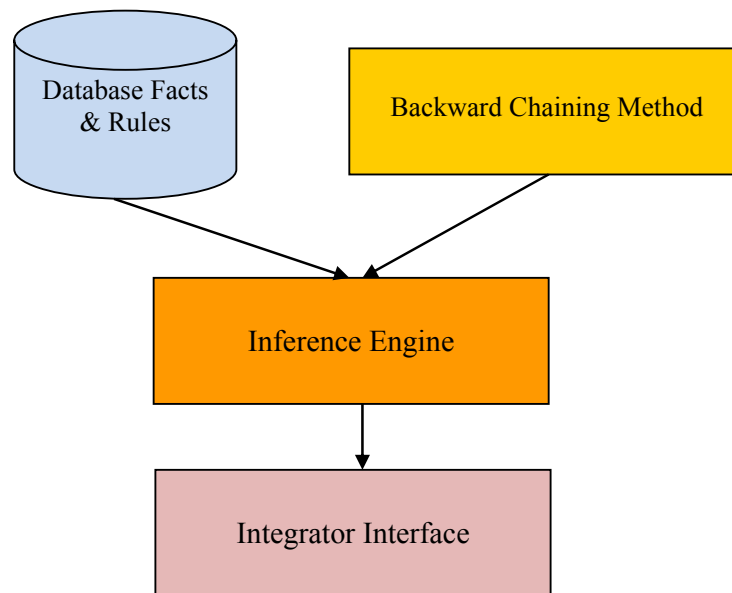 Database Facts
& Rules
Backward Chaining Method
Inference Engine
Integrator Interface